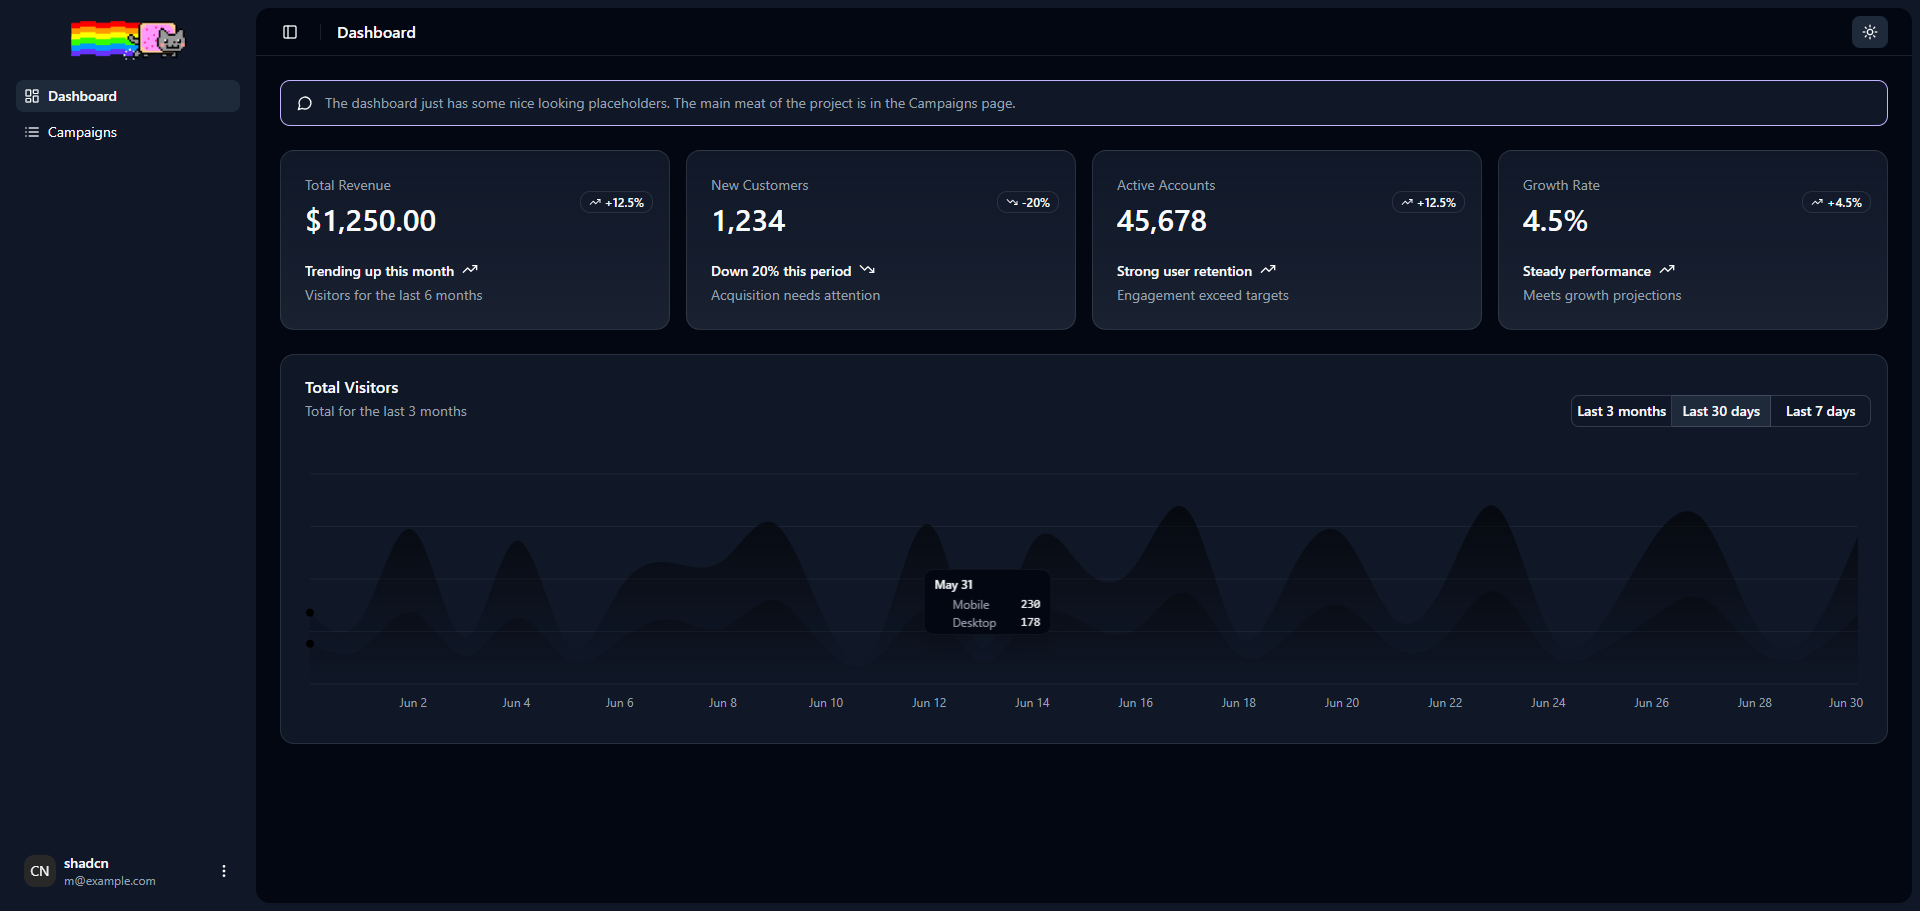 Dashboard
Campaigns
shadcn
CN
m@example.com
Dashboard
The dashboard just has some nice looking placeholders. The main meat of the project is in the Campaigns page.
Total Revenue
+12.5%
$1,250.00
Trending up this month
Visitors for the last 6 months
New Customers
-20%
1,234
Down 20% this period
Acquisition needs attention
Active Accounts
+12.5%
45,678
Strong user retention
Engagement exceed targets
Growth Rate
+4.5%
4.5%
Steady performance
Meets growth projections
Total Visitors
Total for the last 3 months
Last 3 months Last 30 days Last 7 days
May 31
Mobile 230
Desktop 178
Jun 2 Jun 4 Jun 6 Jun 8 Jun 10 Jun 12 Jun 14 Jun 16 Jun 18 Jun 20 Jun 22 Jun 24 Jun 26 Jun 28 Jun 30